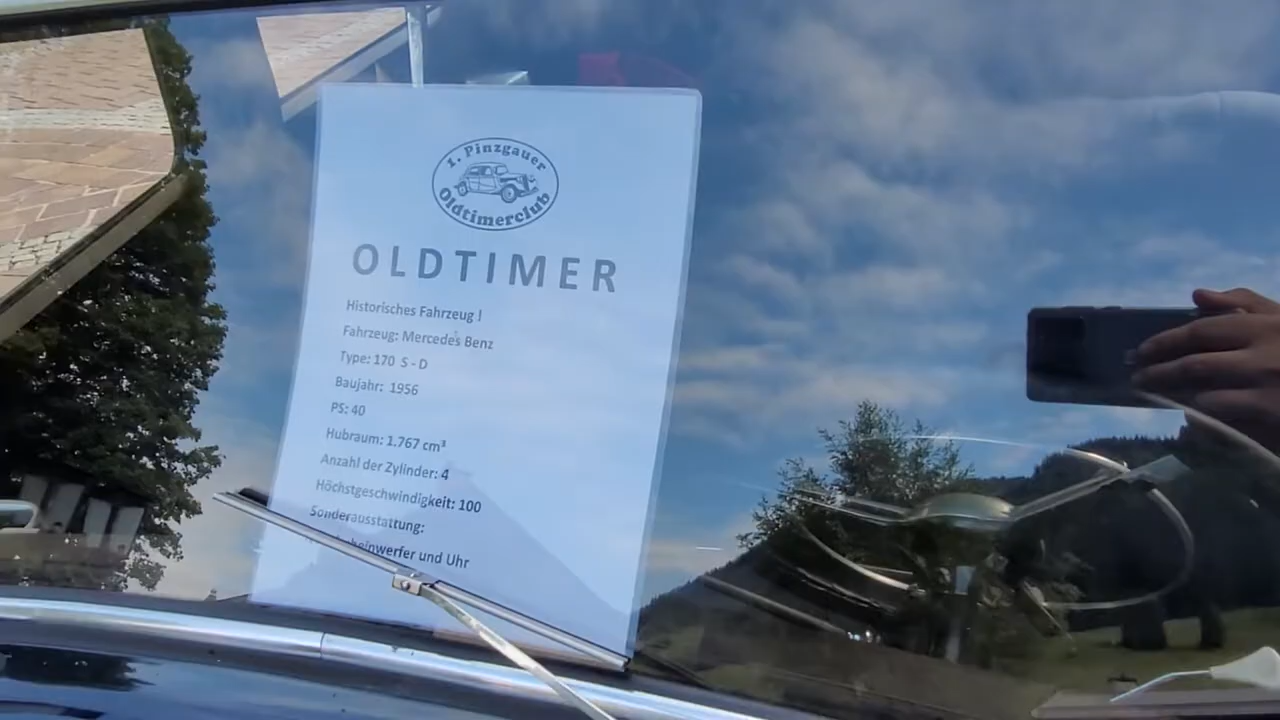 1. Pinzgauer
Oldtimerclub
OLDTIMER
Historisches Fahrzeug I
Fahrzeug: Mercedes Benz
Type: 170 S - D
Baujahr: 1956
PS: 40
Hubraum: 1.767 cm³
Anzahl der Zylinder: 4
Höchstgeschwindigkeit: 100
Sonderausstattung:
und Uhr